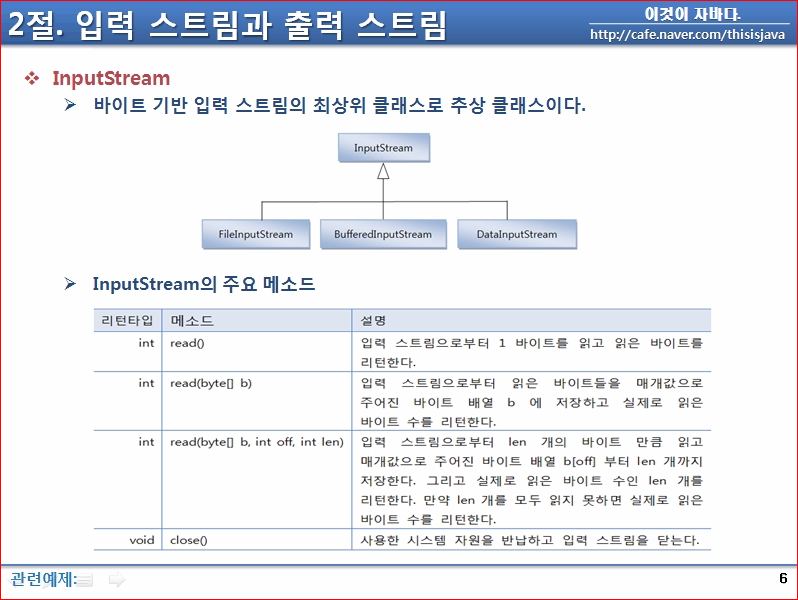 2절. 입력 스트림과 출력 스트림
이것이 자바다.
http://cafe.naver.com/thisisjava
InputStream
바이트 기반 입력 스트림의 최상위 클래스로 추상 클래스이다.
InputStream
FileInputStream BufferedInputStream DataInputStream
InputStream의 주요 메소드
리턴타입 메소드 설명
int read() 입력 스트림으로부터 1 바이트를 읽고 읽은 바이트를
리턴한다.
int read(byte[] b) 입력 스트림으로부터 읽은 바이트들을 매개값으로
주어진 바이트 배열 b 에 저장하고 실제로 읽은
바이트 수를 리턴한다.
int read(byte[] b, int off, int len) 입력 스트림으로부터 len 개의 바이트 만큼 읽고
매개값으로 주어진 바이트 배열 b[off] 부터 len 개까지
저장한다. 그리고 실제로 읽은 바이트 수인 len 개를
리턴한다. 만약 len 개를 모두 읽지 못하면 실제로 읽은
바이트 수를 리턴한다.
void close() 사용한 시스템 자원을 반납하고 입력 스트림을 닫는다.
관련예제:
6